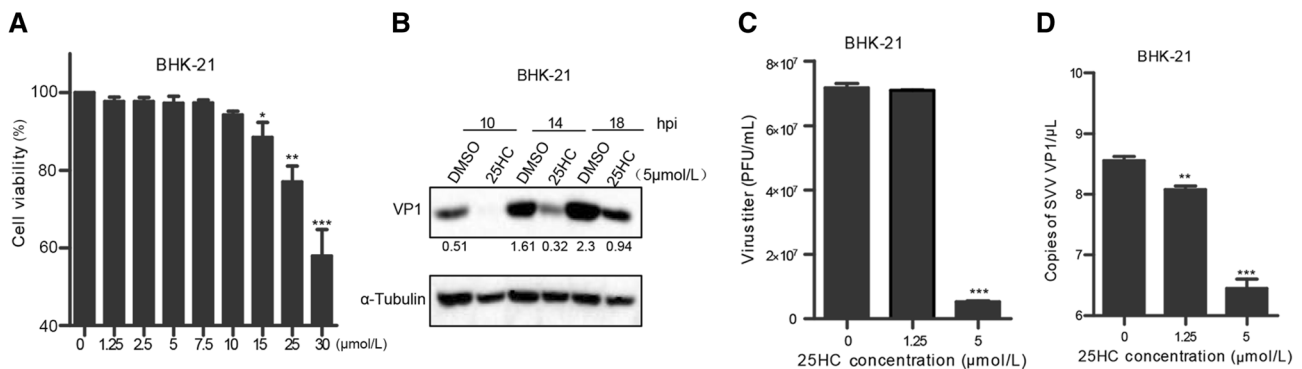 A
BHK-21
Cell viability (%)
100
80
60
40
*
**
***
0 1.25 2.5 5 7.5 10 15 25 30 (μmol/L)
B
BHK-21
10 14 18 hpi
DMSO 25HC DMSO 25HC DMSO 25HC (5μmol/L)
VP1
0.51 1.61 0.32 2.3 0.94
α-Tubulin
C
BHK-21
Virus titer (PFU/mL)
8×10⁷
6×10⁷
4×10⁷
2×10⁷
0
***
0 1.25 5
25HC concentration (μmol/L)
D
BHK-21
Copies of SVV VP1/μL
10
9
8
7
6
**
***
0 1.25 5
25HC concentration (μmol/L)